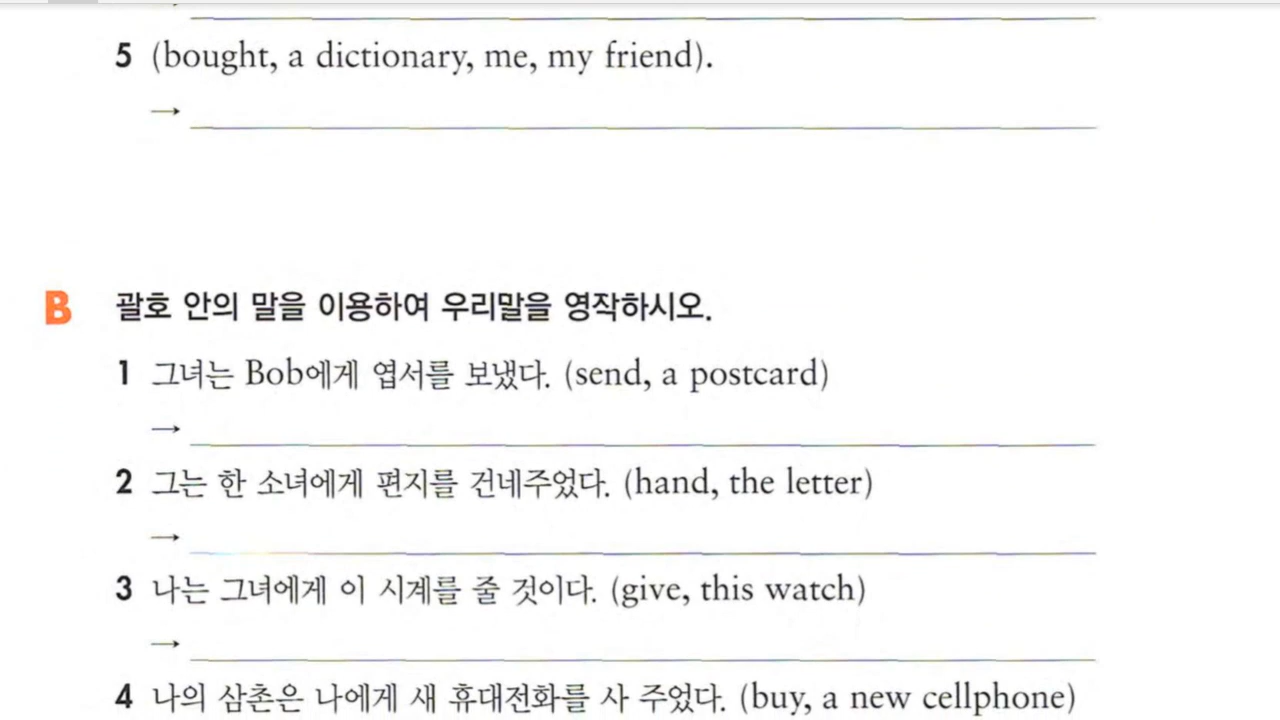 5 (bought, a dictionary, me, my friend).
→
B 괄호 안의 말을 이용하여 우리말을 영작하시오.
1 그녀는 Bob에게 엽서를 보냈다. (send, a postcard)
→
2 그는 한 소녀에게 편지를 건네주었다. (hand, the letter)
→
3 나는 그녀에게 이 시계를 줄 것이다. (give, this watch)
→
4 나의 삼촌은 나에게 새 휴대전화를 사 주었다. (buy, a new cellphone)